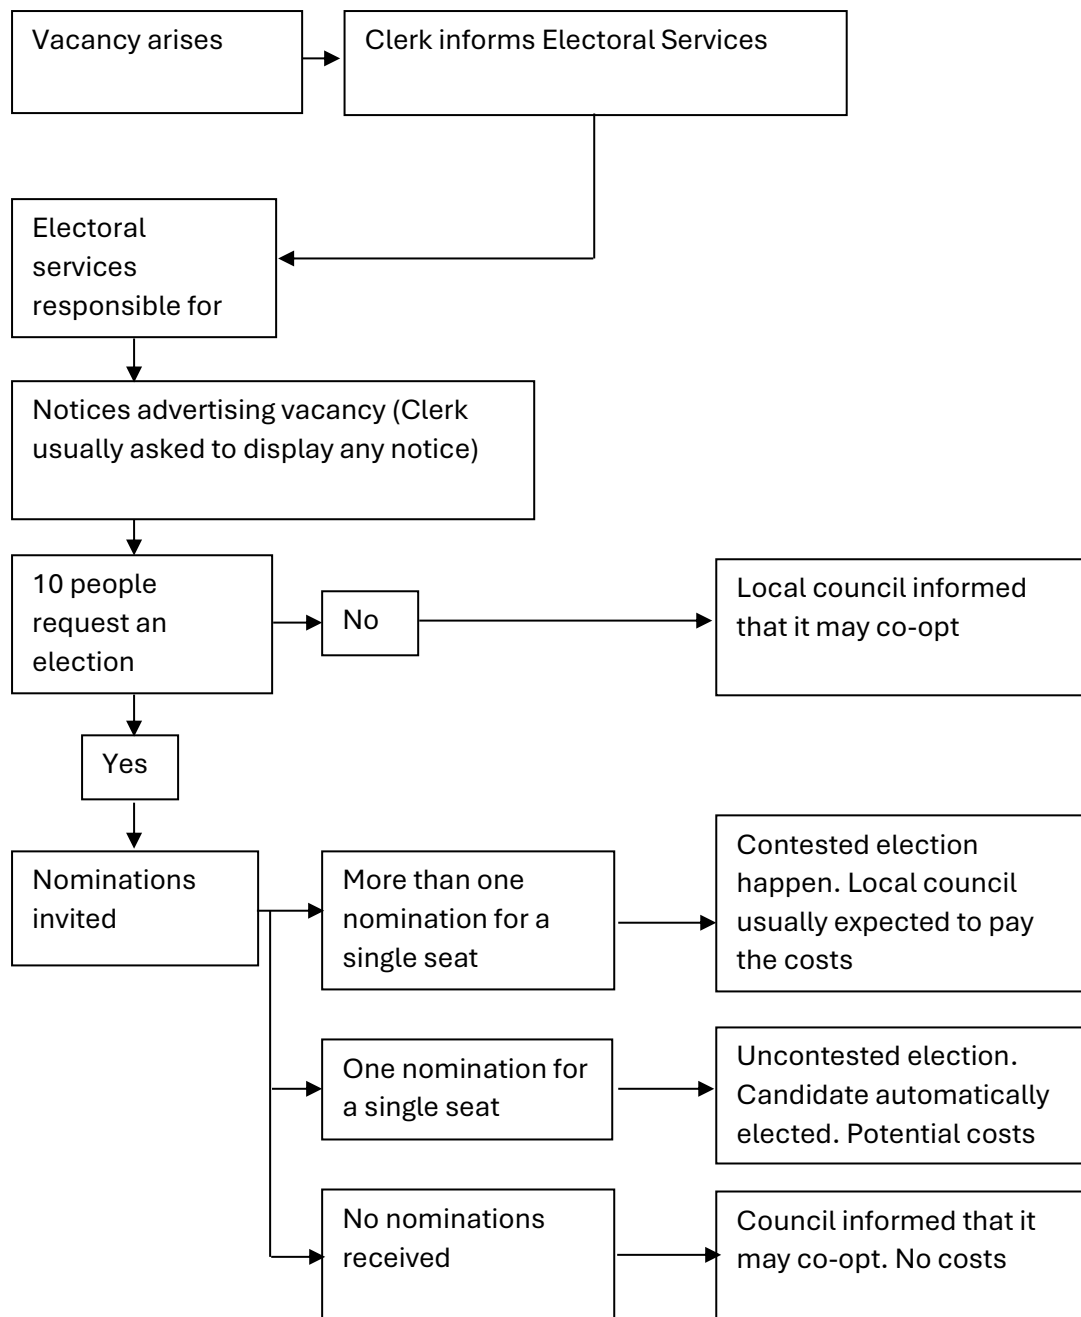 Vacancy arises
Clerk informs Electoral Services
Electoral
services
responsible for
Notices advertising vacancy (Clerk
usually asked to display any notice)
10 people
request an
election
No
Local council informed
that it may co-opt
Yes
Nominations
invited
More than one
nomination for a
single seat
Contested election
happen. Local council
usually expected to pay
the costs
One nomination for
a single seat
Uncontested election.
Candidate automatically
elected. Potential costs
No nominations
received
Council informed that it
may co-opt. No costs